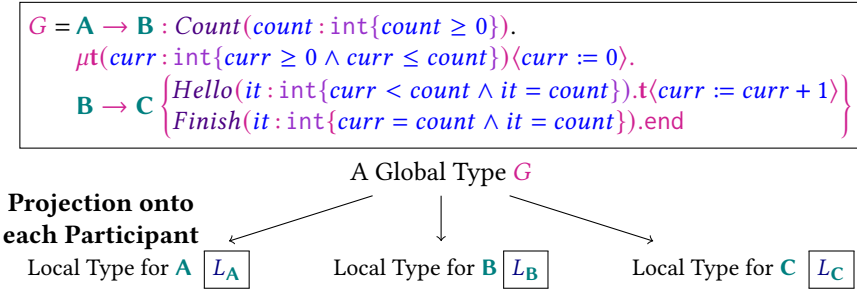 G = A → B : Count(count : int{count ≥ 0}).
μt(curr : int{curr ≥ 0 ∧ curr ≤ count})⟨curr := 0⟩.
B → C { Hello(it : int{curr < count ∧ it = count}).t⟨curr := curr + 1⟩
Finish(it : int{curr = count ∧ it = count}).end }
A Global Type G
Projection onto
each Participant
Local Type for A L_A Local Type for B L_B Local Type for C L_C